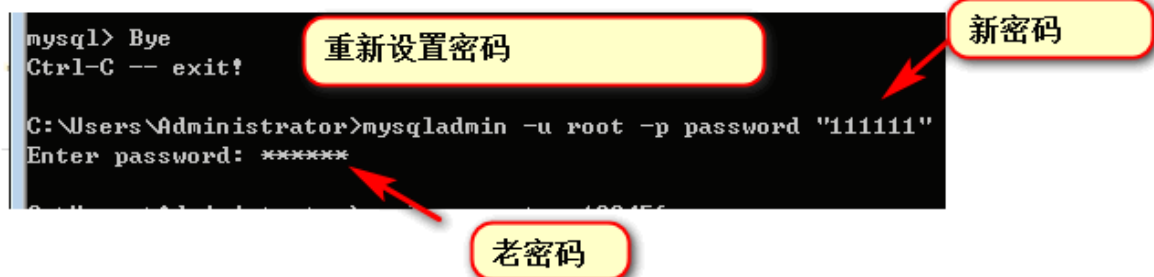 mysql> Bye
重新设置密码
新密码
Ctrl-C -- exit!
C:\Users\Administrator>mysqladmin -u root -p password "111111"
Enter password: ******
老密码